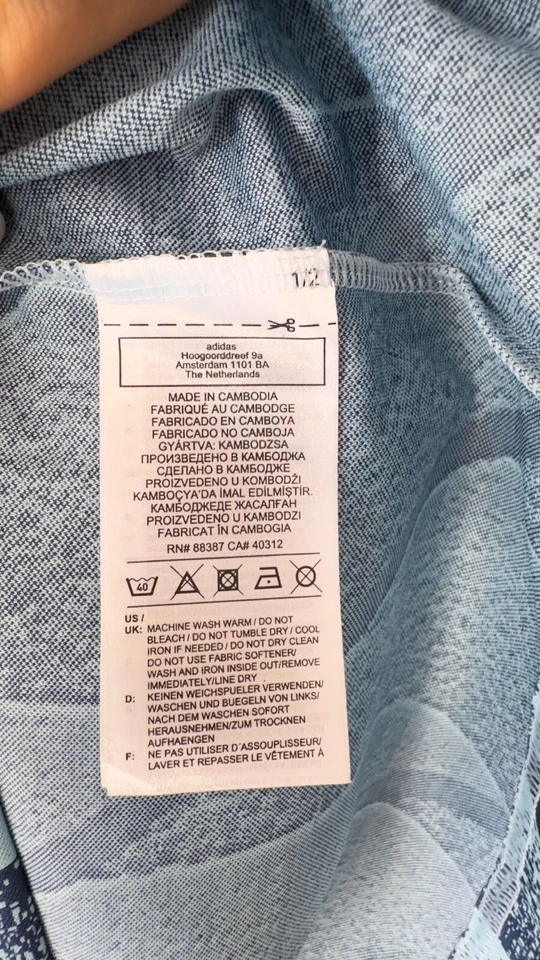 1/2
adidas
Hoogoorddreef 9a
Amsterdam 1101 BA
The Netherlands
MADE IN CAMBODIA
FABRIQUÉ AU CAMBODGE
FABRICADO EN CAMBOYA
FABRICADO NO CAMBOJA
GYÁRTVA: KAMBODZSA
ПРОИЗВЕДЕНО В КАМБОДЖА
СДЕЛАНО В КАМБОДЖЕ
PROIZVEDENO U KOMBODŽI
KAMBOÇYA'DA İMAL EDİLMİŞTİR.
КАМБОДЖЕДЕ ЖАСАЛҒАН
PROIZVEDENO U KAMBODZI
FABRICAT ÎN CAMBOGIA
RN# 88387 CA# 40312
40
US /
UK: MACHINE WASH WARM / DO NOT
BLEACH / DO NOT TUMBLE DRY / COOL
IRON IF NEEDED / DO NOT DRY CLEAN
DO NOT USE FABRIC SOFTENER/
WASH AND IRON INSIDE OUT/REMOVE
IMMEDIATELY/LINE DRY
D: KEINEN WEICHSPUELER VERWENDEN/
WASCHEN UND BUEGELN VON LINKS/
NACH DEM WASCHEN SOFORT
HERAUSNEHMEN/ZUM TROCKNEN
AUFHAENGEN
F: NE PAS UTILISER D'ASSOUPLISEUR/
LAVER ET REPASSER LE VÊTEMENT À